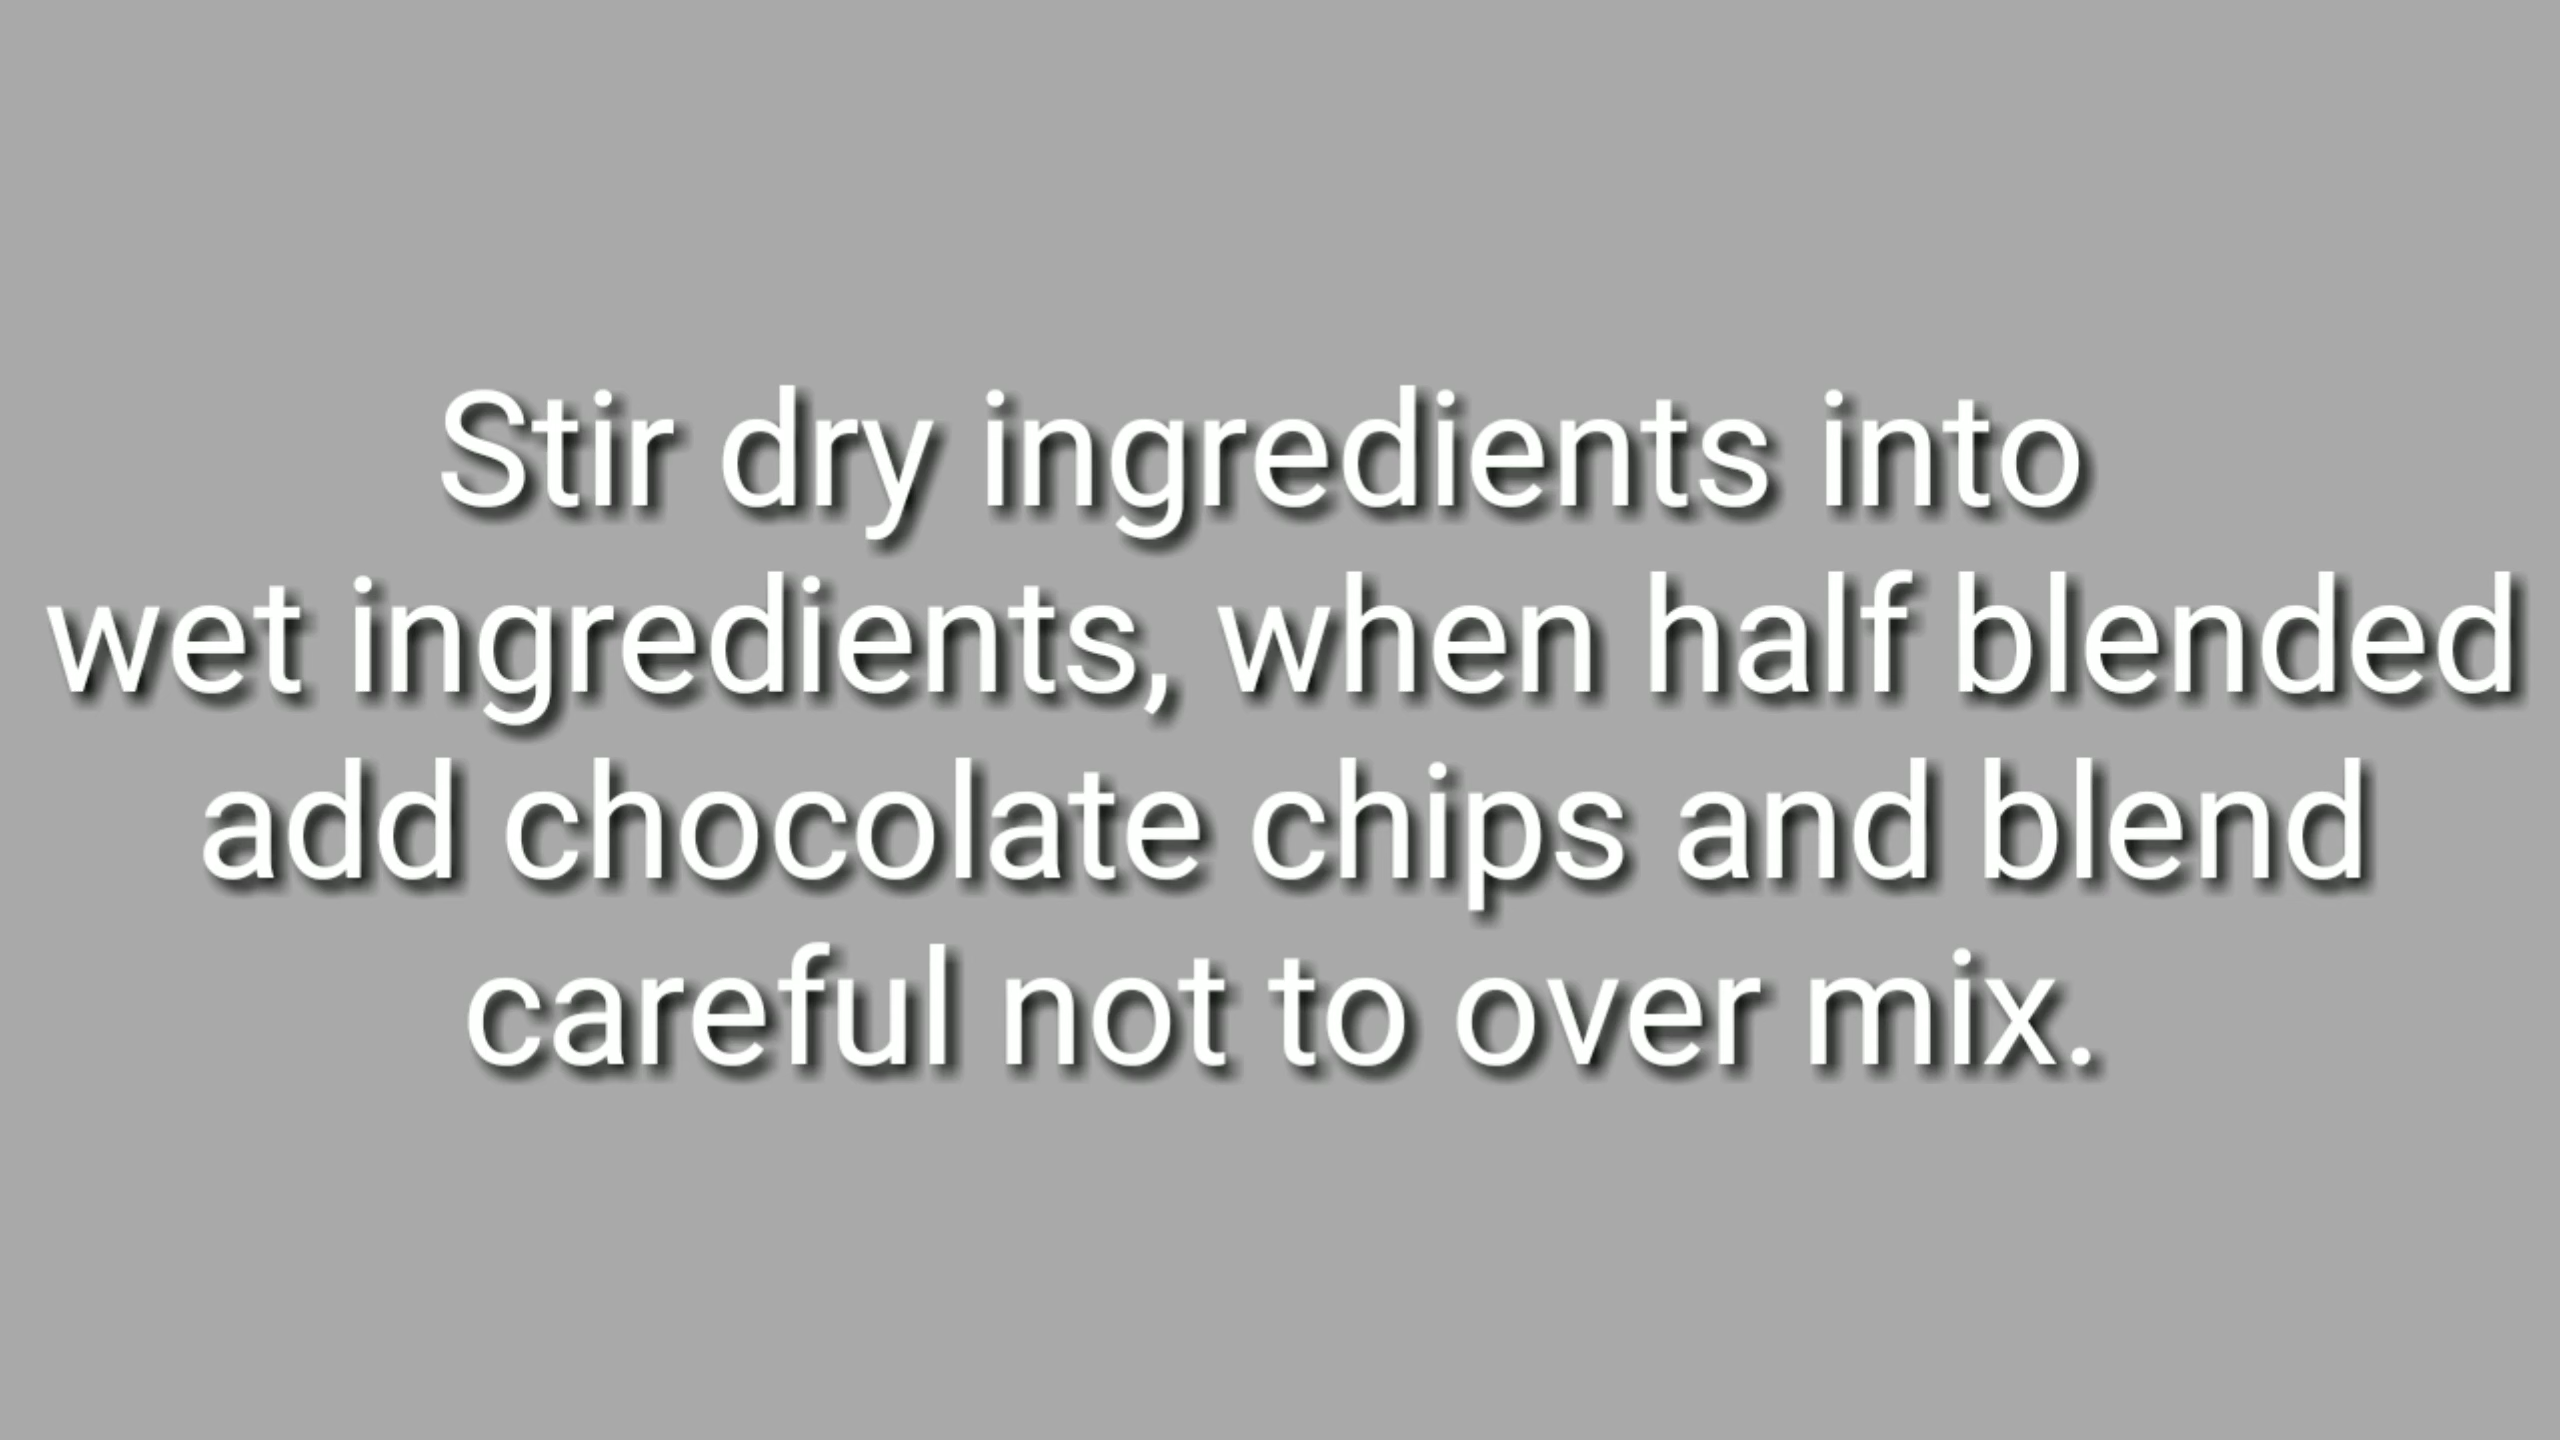 Stir dry ingredients into
wet ingredients, when half blended
add chocolate chips and blend
careful not to over mix.